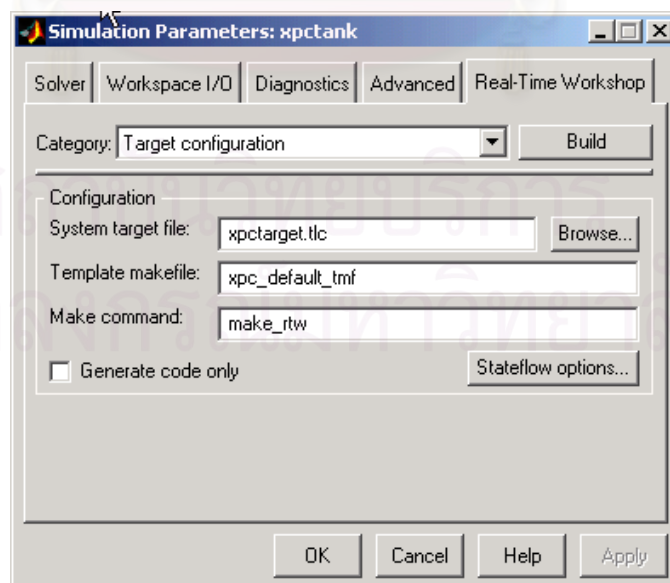 Simulation Parameters: xpctank
Solver Workspace I/O Diagnostics Advanced Real-Time Workshop
Category: Target configuration Build
Configuration
System target file: xpctarget.tlc Browse...
Template makefile: xpc_default_tmf
Make command: make_rtw
Generate code only Stateflow options...
OK Cancel Help Apply